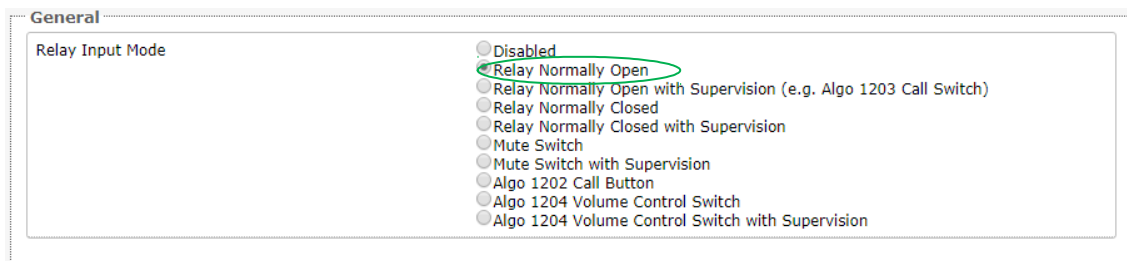 General
Relay Input Mode
Disabled
Relay Normally Open
Relay Normally Open with Supervision (e.g. Algo 1203 Call Switch)
Relay Normally Closed
Relay Normally Closed with Supervision
Mute Switch
Mute Switch with Supervision
Algo 1202 Call Button
Algo 1204 Volume Control Switch
Algo 1204 Volume Control Switch with Supervision